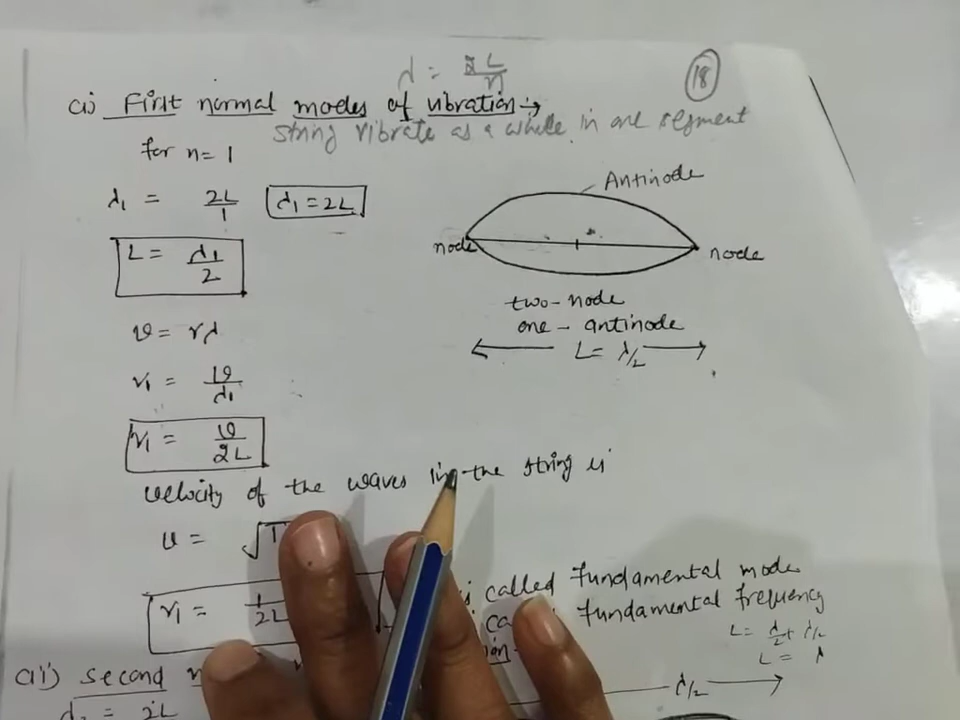 λ = 2L/n
18
(i) First normal modes of vibration :→
string vibrate as a whole in one segment
for n = 1
λ₁ = 2L/1 λ₁ = 2L
L = λ₁/2
Antinode
node
node
two-node
one-antinode
L = λ/2
v = νλ
ν₁ = v/λ₁
ν₁ = v/2L
velocity of the waves in the string is
v = √T
ν₁ = 1/2L
is called fundamental mode
fundamental frequency
L = λ/2 + λ/2
L = λ
(ii) second
λ/2
λ₂ = 2L